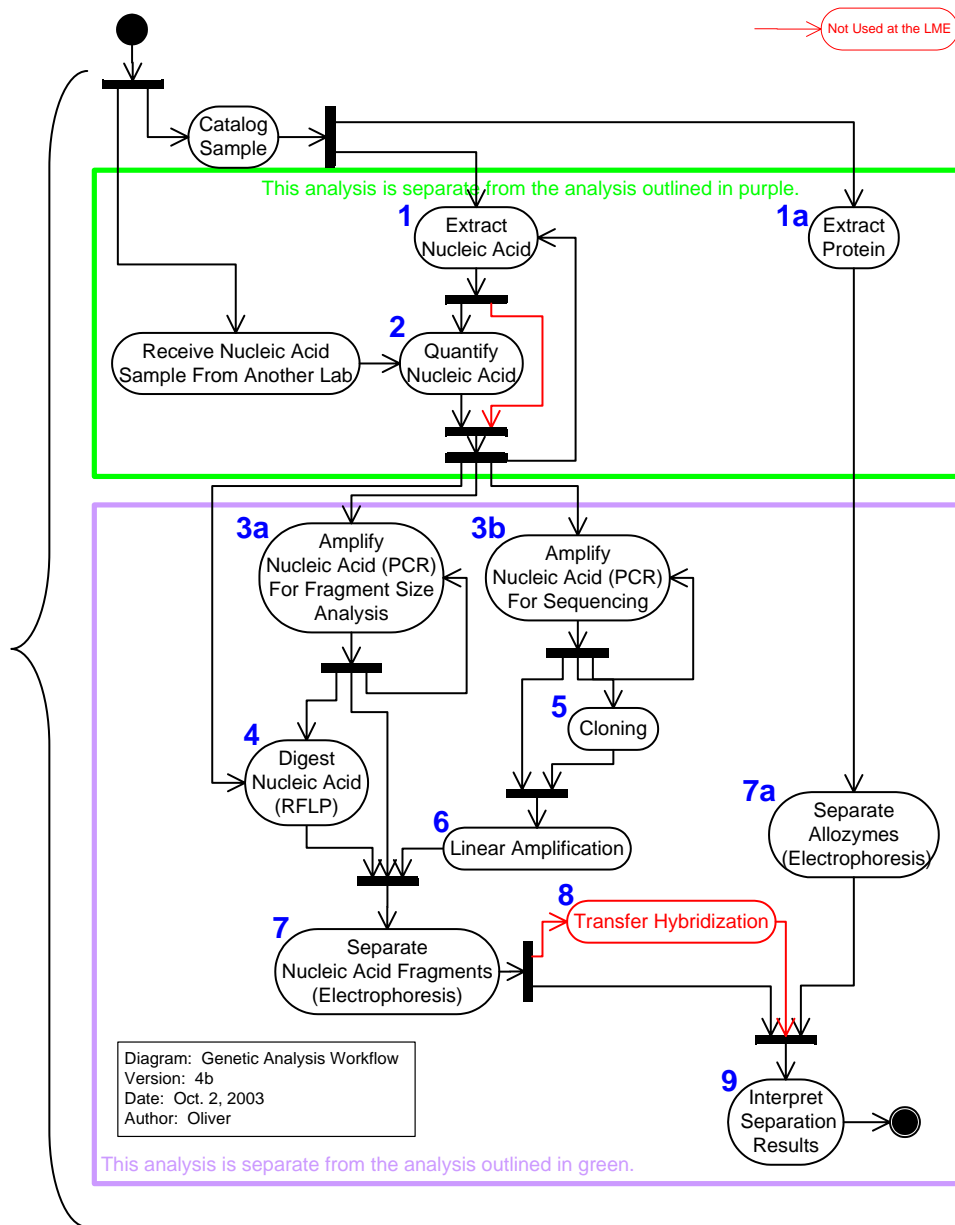 Not Used at the LME
Catalog
Sample
This analysis is separate from the analysis outlined in purple.
1
Extract
Nucleic Acid
1a
Extract
Protein
2
Receive Nucleic Acid
Sample From Another Lab
Quantify
Nucleic Acid
3a
Amplify
Nucleic Acid (PCR)
For Fragment Size
Analysis
3b
Amplify
Nucleic Acid (PCR)
For Sequencing
5
Cloning
4
Digest
Nucleic Acid
(RFLP)
7a
Separate
Allozymes
(Electrophoresis)
6
Linear Amplification
8
Transfer Hybridization
7
Separate
Nucleic Acid Fragments
(Electrophoresis)
Diagram: Genetic Analysis Workflow
Version: 4b
Date: Oct. 2, 2003
Author: Oliver
9
Interpret
Separation
Results
This analysis is separate from the analysis outlined in green.